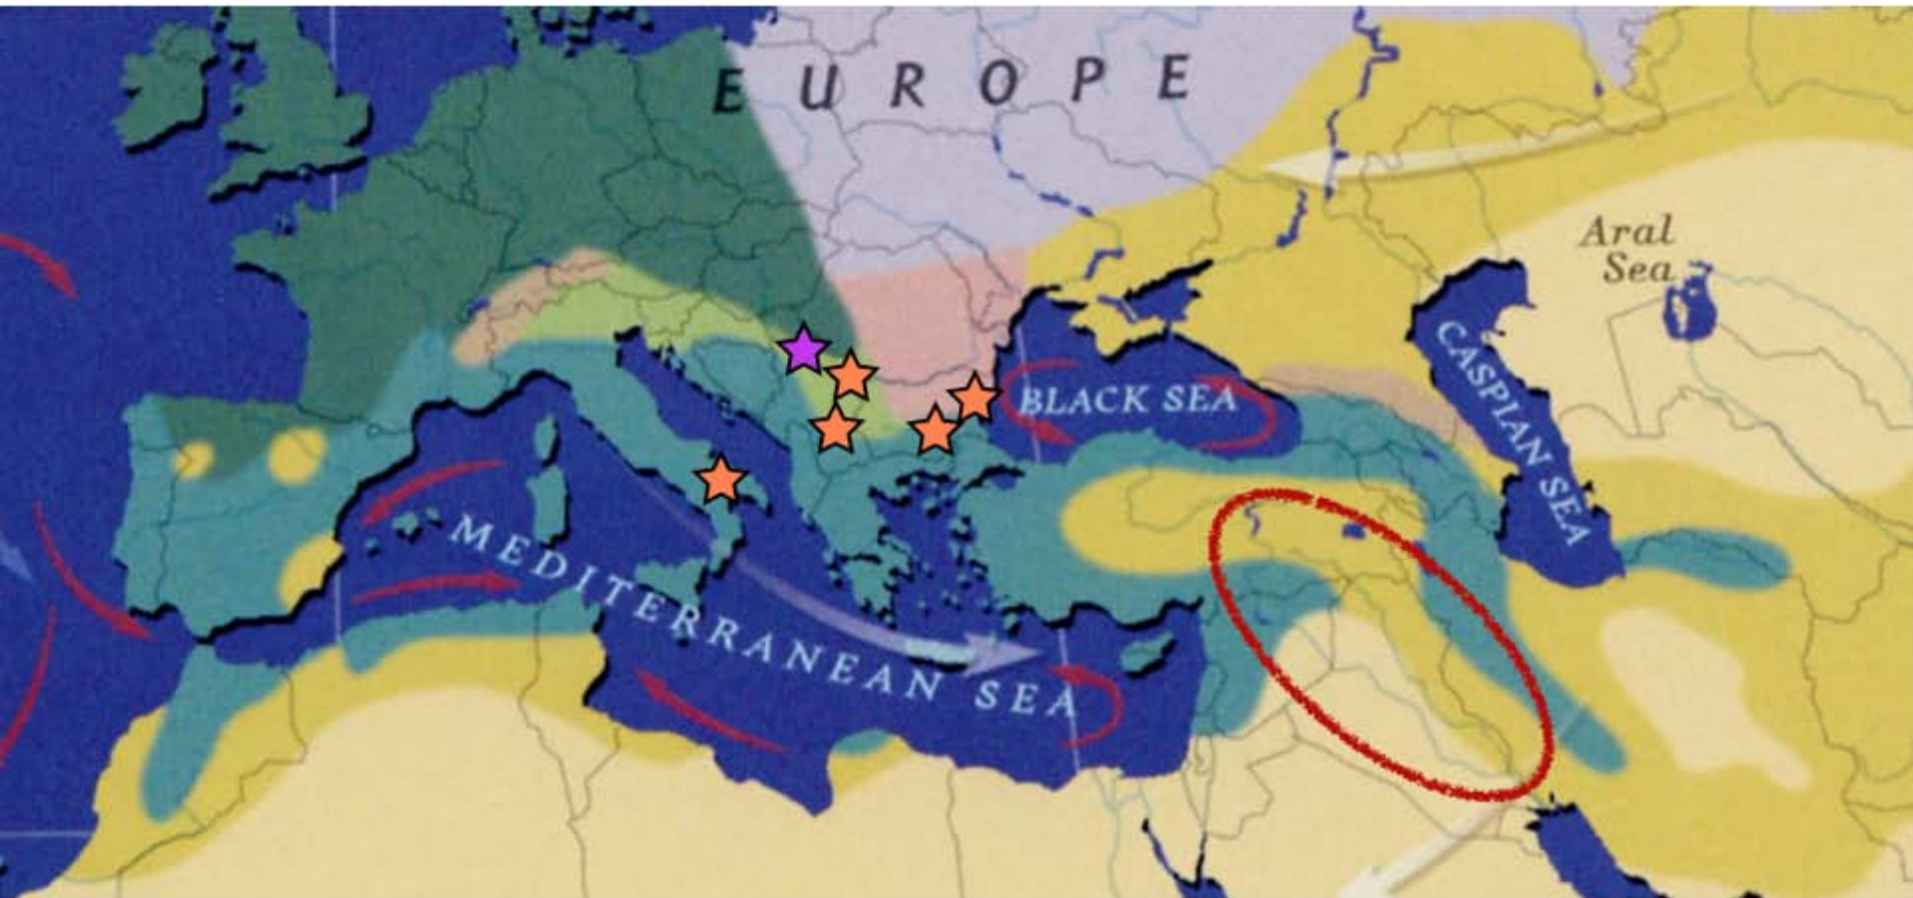 EUROPE
Aral
Sea
CASPIAN SEA
BLACK SEA
MEDITERRANEAN SEA